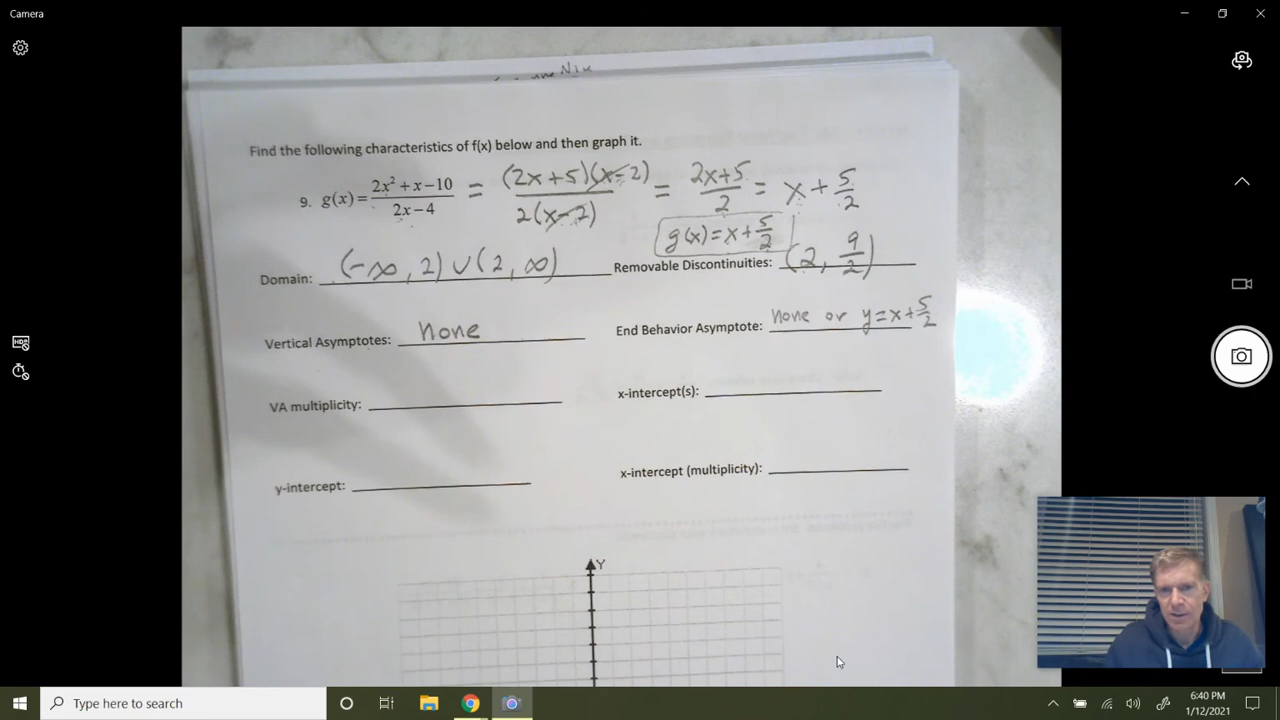 Camera
Find the following characteristics of f(x) below and then graph it.
9. g(x) = (2x² + x − 10)/(2x − 4) = (2x + 5)(x − 2)/2(x − 2) = (2x + 5)/2 = x + 5/2
g(x) = x + 5/2
Domain: (-∞, 2) ∪ (2, ∞) Removable Discontinuities: (2, 9/2)
Vertical Asymptotes: none End Behavior Asymptote: none or y = x + 5/2
VA multiplicity: x-intercept(s):
y-intercept: x-intercept (multiplicity):
Y
Type here to search
6:40 PM
1/12/2021